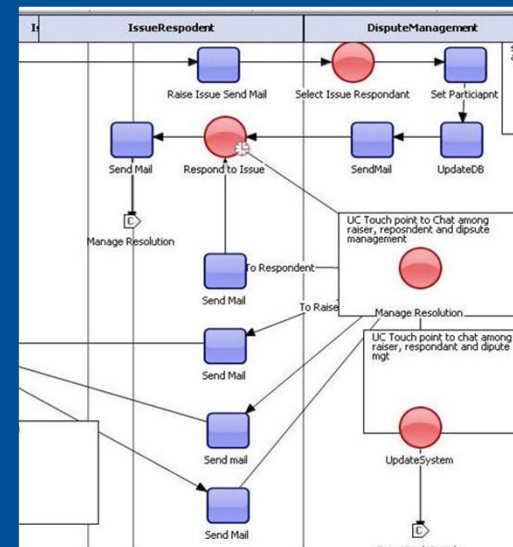 IssueRespodent
DisputeManagement
Raise Issue Send Mail
Select Issue Respondant
Set Particiapnt
Send Mail
Respond to Issue
SendMail
UpdateDB
C
Manage Resolution
UC Touch point to Chat among
raiser, reposndent and dipsute
management
To Respondent
Send Mail
To Raise
Manage Resolution
UC Touch point to chat among
raiser, respondant and dipute
mgt
Send Mail
Send mail
UpdateSystem
Send Mail
C